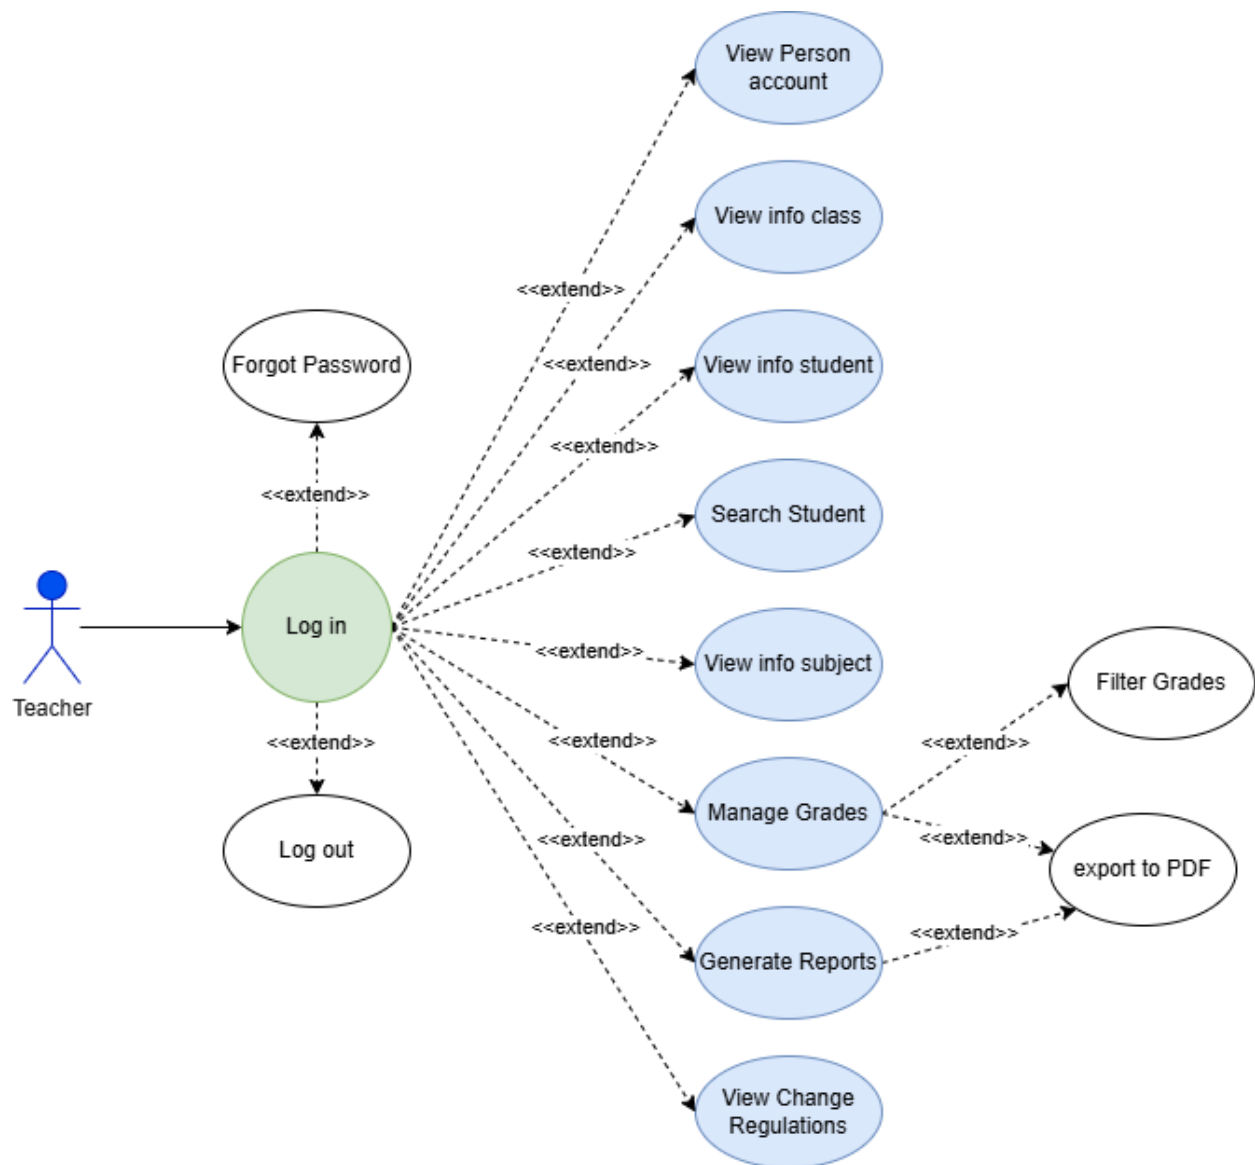 View Person
account
View info class
<<extend>>
Forgot Password
<<extend>>
View info student
<<extend>>
<<extend>>
Search Student
<<extend>>
Log in
Teacher
<<extend>>
View info subject
Filter Grades
<<extend>>
<<extend>>
<<extend>>
Manage Grades
<<extend>>
<<extend>>
Log out
export to PDF
<<extend>>
<<extend>>
Generate Reports
View Change
Regulations